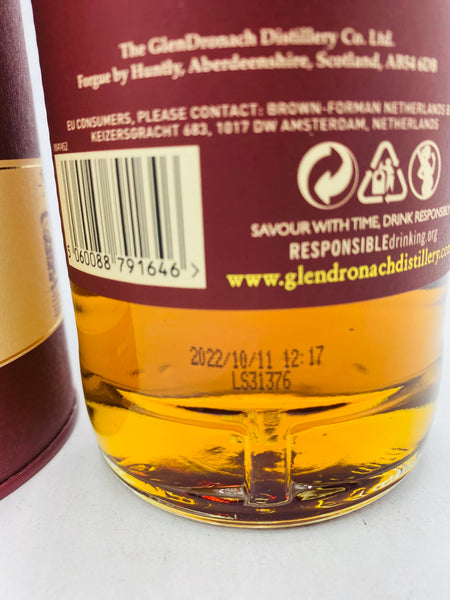 The GlenDronach Distillery Co. Ltd.
Forgue by Huntly, Aberdeenshire, Scotland, AB54 6DB
EU CONSUMERS, PLEASE CONTACT: BROWN-FORMAN NETHERLANDS B
KEIZERSGRACHT 683, 1017 DW AMSTERDAM, NETHERLANDS
5 060088 791646 >
SAVOUR WITH TIME, DRINK RESPONSIBLY
RESPONSIBLEdrinking.org
www.glendronachdistillery.co
2022/10/11 12:17
LS31376